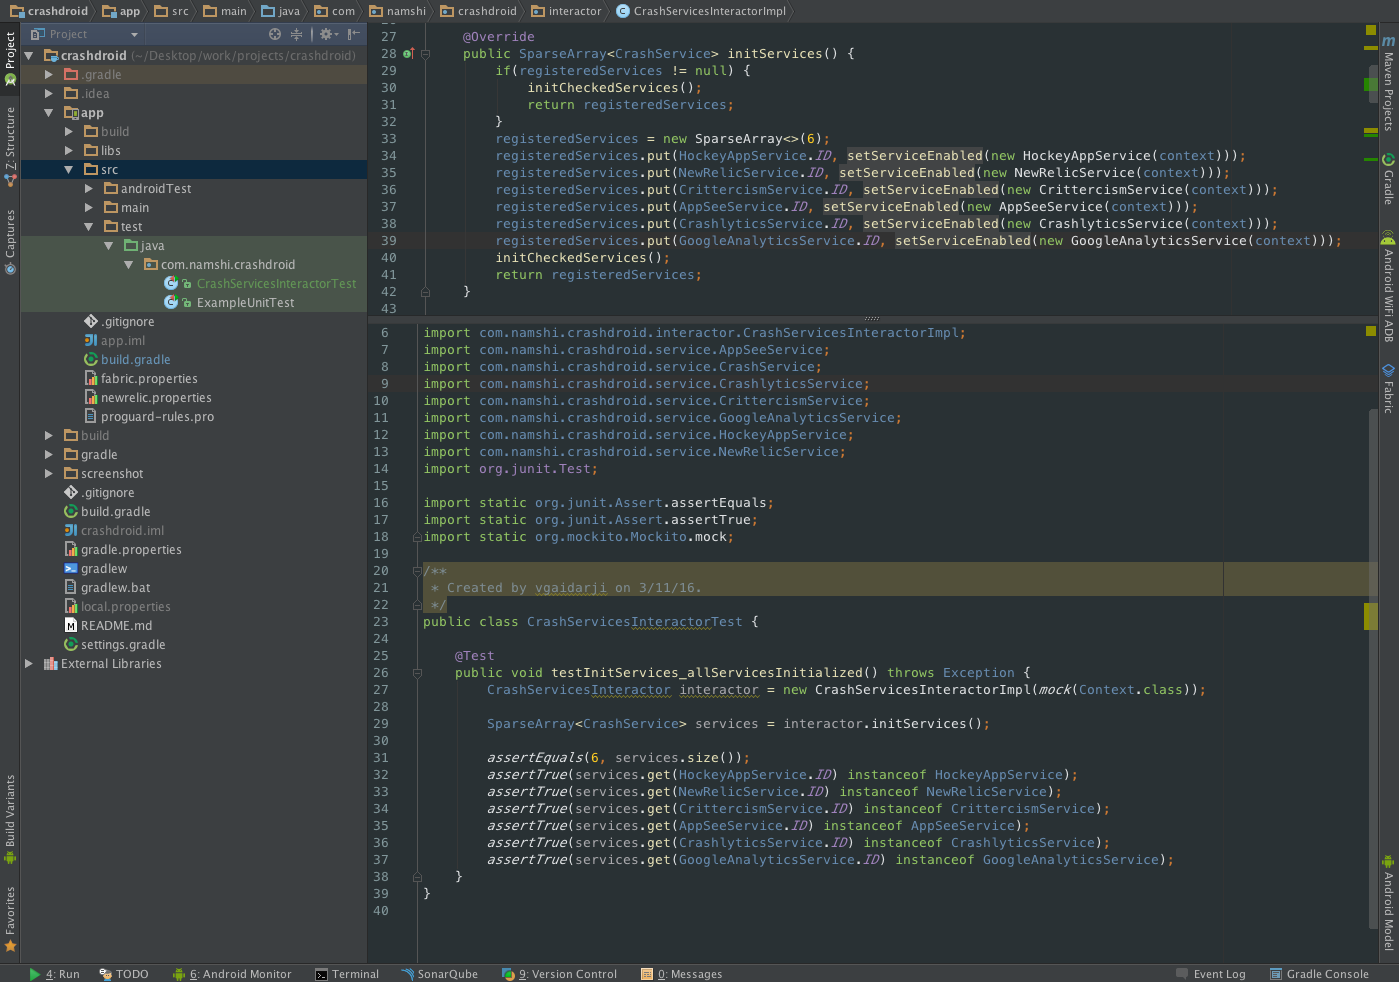 crashdroid app src main java com namshi crashdroid interactor CrashServicesInteractorImpl
Project
Z: Structure
Captures
Build Variants
Favorites
Project
crashdroid (~/Desktop/work/projects/crashdroid)
.gradle
.idea
app
build
libs
src
androidTest
main
test
java
com.namshi.crashdroid
CrashServicesInteractorTest
ExampleUnitTest
.gitignore
app.iml
build.gradle
fabric.properties
newrelic.properties
proguard-rules.pro
build
gradle
screenshot
.gitignore
build.gradle
crashdroid.iml
gradle.properties
gradlew
gradlew.bat
local.properties
README.md
settings.gradle
External Libraries
27 @Override
28 public SparseArray<CrashService> initServices() {
29 if(registeredServices != null) {
30 initCheckedServices();
31 return registeredServices;
32 }
33 registeredServices = new SparseArray<>(6);
34 registeredServices.put(HockeyAppService.ID, setServiceEnabled(new HockeyAppService(context)));
35 registeredServices.put(NewRelicService.ID, setServiceEnabled(new NewRelicService(context)));
36 registeredServices.put(CrittercismService.ID, setServiceEnabled(new CrittercismService(context)));
37 registeredServices.put(AppSeeService.ID, setServiceEnabled(new AppSeeService(context)));
38 registeredServices.put(CrashlyticsService.ID, setServiceEnabled(new CrashlyticsService(context)));
39 registeredServices.put(GoogleAnalyticsService.ID, setServiceEnabled(new GoogleAnalyticsService(context)));
40 initCheckedServices();
41 return registeredServices;
42 }
43
6 import com.namshi.crashdroid.interactor.CrashServicesInteractorImpl;
7 import com.namshi.crashdroid.service.AppSeeService;
8 import com.namshi.crashdroid.service.CrashService;
9 import com.namshi.crashdroid.service.CrashlyticsService;
10 import com.namshi.crashdroid.service.CrittercismService;
11 import com.namshi.crashdroid.service.GoogleAnalyticsService;
12 import com.namshi.crashdroid.service.HockeyAppService;
13 import com.namshi.crashdroid.service.NewRelicService;
14 import org.junit.Test;
15
16 import static org.junit.Assert.assertEquals;
17 import static org.junit.Assert.assertTrue;
18 import static org.mockito.Mockito.mock;
19
20 /**
21 * Created by vgaidarji on 3/11/16.
22 */
23 public class CrashServicesInteractorTest {
24
25 @Test
26 public void testInitServices_allServicesInitialized() throws Exception {
27 CrashServicesInteractor interactor = new CrashServicesInteractorImpl(mock(Context.class));
28
29 SparseArray<CrashService> services = interactor.initServices();
30
31 assertEquals(6, services.size());
32 assertTrue(services.get(HockeyAppService.ID) instanceof HockeyAppService);
33 assertTrue(services.get(NewRelicService.ID) instanceof NewRelicService);
34 assertTrue(services.get(CrittercismService.ID) instanceof CrittercismService);
35 assertTrue(services.get(AppSeeService.ID) instanceof AppSeeService);
36 assertTrue(services.get(CrashlyticsService.ID) instanceof CrashlyticsService);
37 assertTrue(services.get(GoogleAnalyticsService.ID) instanceof GoogleAnalyticsService);
38 }
39 }
40
Maven Projects
Gradle
Android WiFi ADB
Fabric
Android Model
4: Run TODO 6: Android Monitor Terminal SonarQube 9: Version Control 0: Messages Event Log Gradle Console